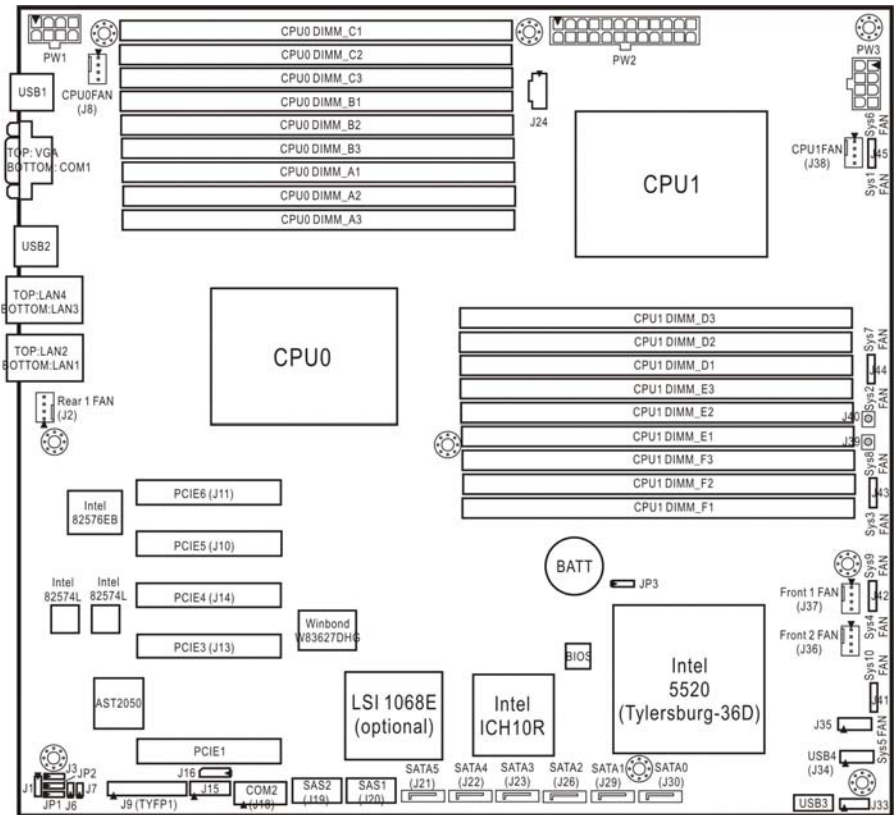 PW1
CPU0FAN
(J8)
CPU0 DIMM_C1
CPU0 DIMM_C2
CPU0 DIMM_C3
CPU0 DIMM_B1
CPU0 DIMM_B2
CPU0 DIMM_B3
CPU0 DIMM_A1
CPU0 DIMM_A2
CPU0 DIMM_A3
PW2
J24
PW3
USB1
TOP: VGA
BOTTOM: COM1
USB2
TOP:LAN4
BOTTOM:LAN3
TOP:LAN2
BOTTOM:LAN1
Rear 1 FAN
(J2)
CPU0
CPU1
CPU1FAN
(J38)
Sys6
FAN
J45
Sys1
FAN
CPU1 DIMM_D3
CPU1 DIMM_D2
CPU1 DIMM_D1
CPU1 DIMM_E3
CPU1 DIMM_E2
CPU1 DIMM_E1
CPU1 DIMM_F3
CPU1 DIMM_F2
CPU1 DIMM_F1
Sys7
FAN
J44
Sys2
FAN
J40
J39
Sys8
FAN
J43
Sys3
FAN
Intel
82576EB
Intel
82574L
Intel
82574L
PCIE6 (J11)
PCIE5 (J10)
PCIE4 (J14)
PCIE3 (J13)
PCIE1
Winbond
W83627DHG
AST2050
BATT
JP3
BIOS
LSI 1068E
(optional)
Intel
ICH10R
Intel
5520
(Tylersburg-36D)
Sys9
FAN
Front 1 FAN
(J37)
J42
Front 2 FAN
(J36)
Sys4
FAN
Sys10
FAN
J41
J35
Sys5
FAN
USB4
(J34)
USB3
J33
J3
JP2
J1
JP1
J6
J7
J9 (TYFP1)
J16
J15
COM2
(J18)
SAS2
(J19)
SAS1
(J20)
SATA5
(J21)
SATA4
(J22)
SATA3
(J23)
SATA2
(J26)
SATA1
(J29)
SATA0
(J30)